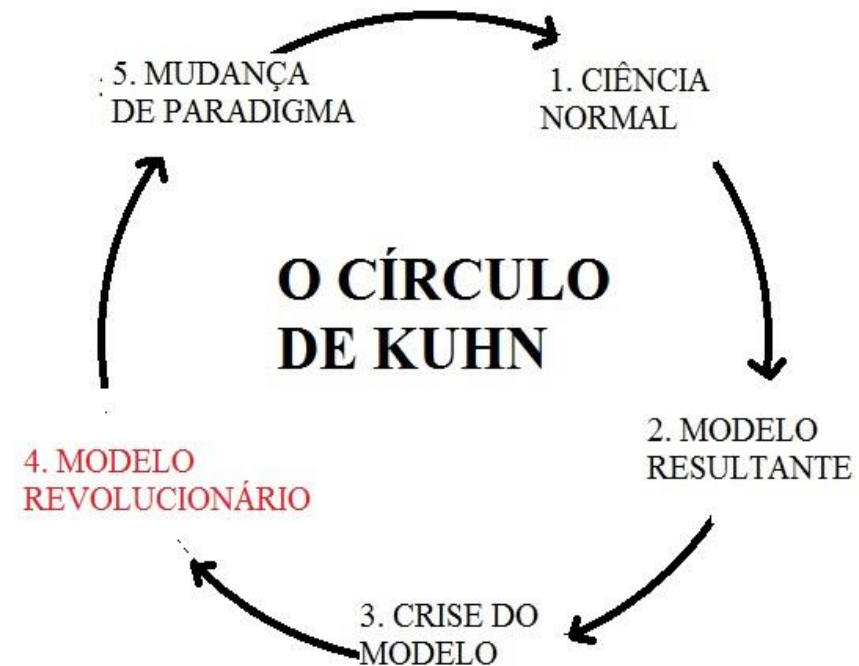 5. MUDANÇA
DE PARADIGMA
1. CIÊNCIA
NORMAL
O CÍRCULO
DE KUHN
2. MODELO
RESULTANTE
4. MODELO
REVOLUCIONÁRIO
3. CRISE DO
MODELO